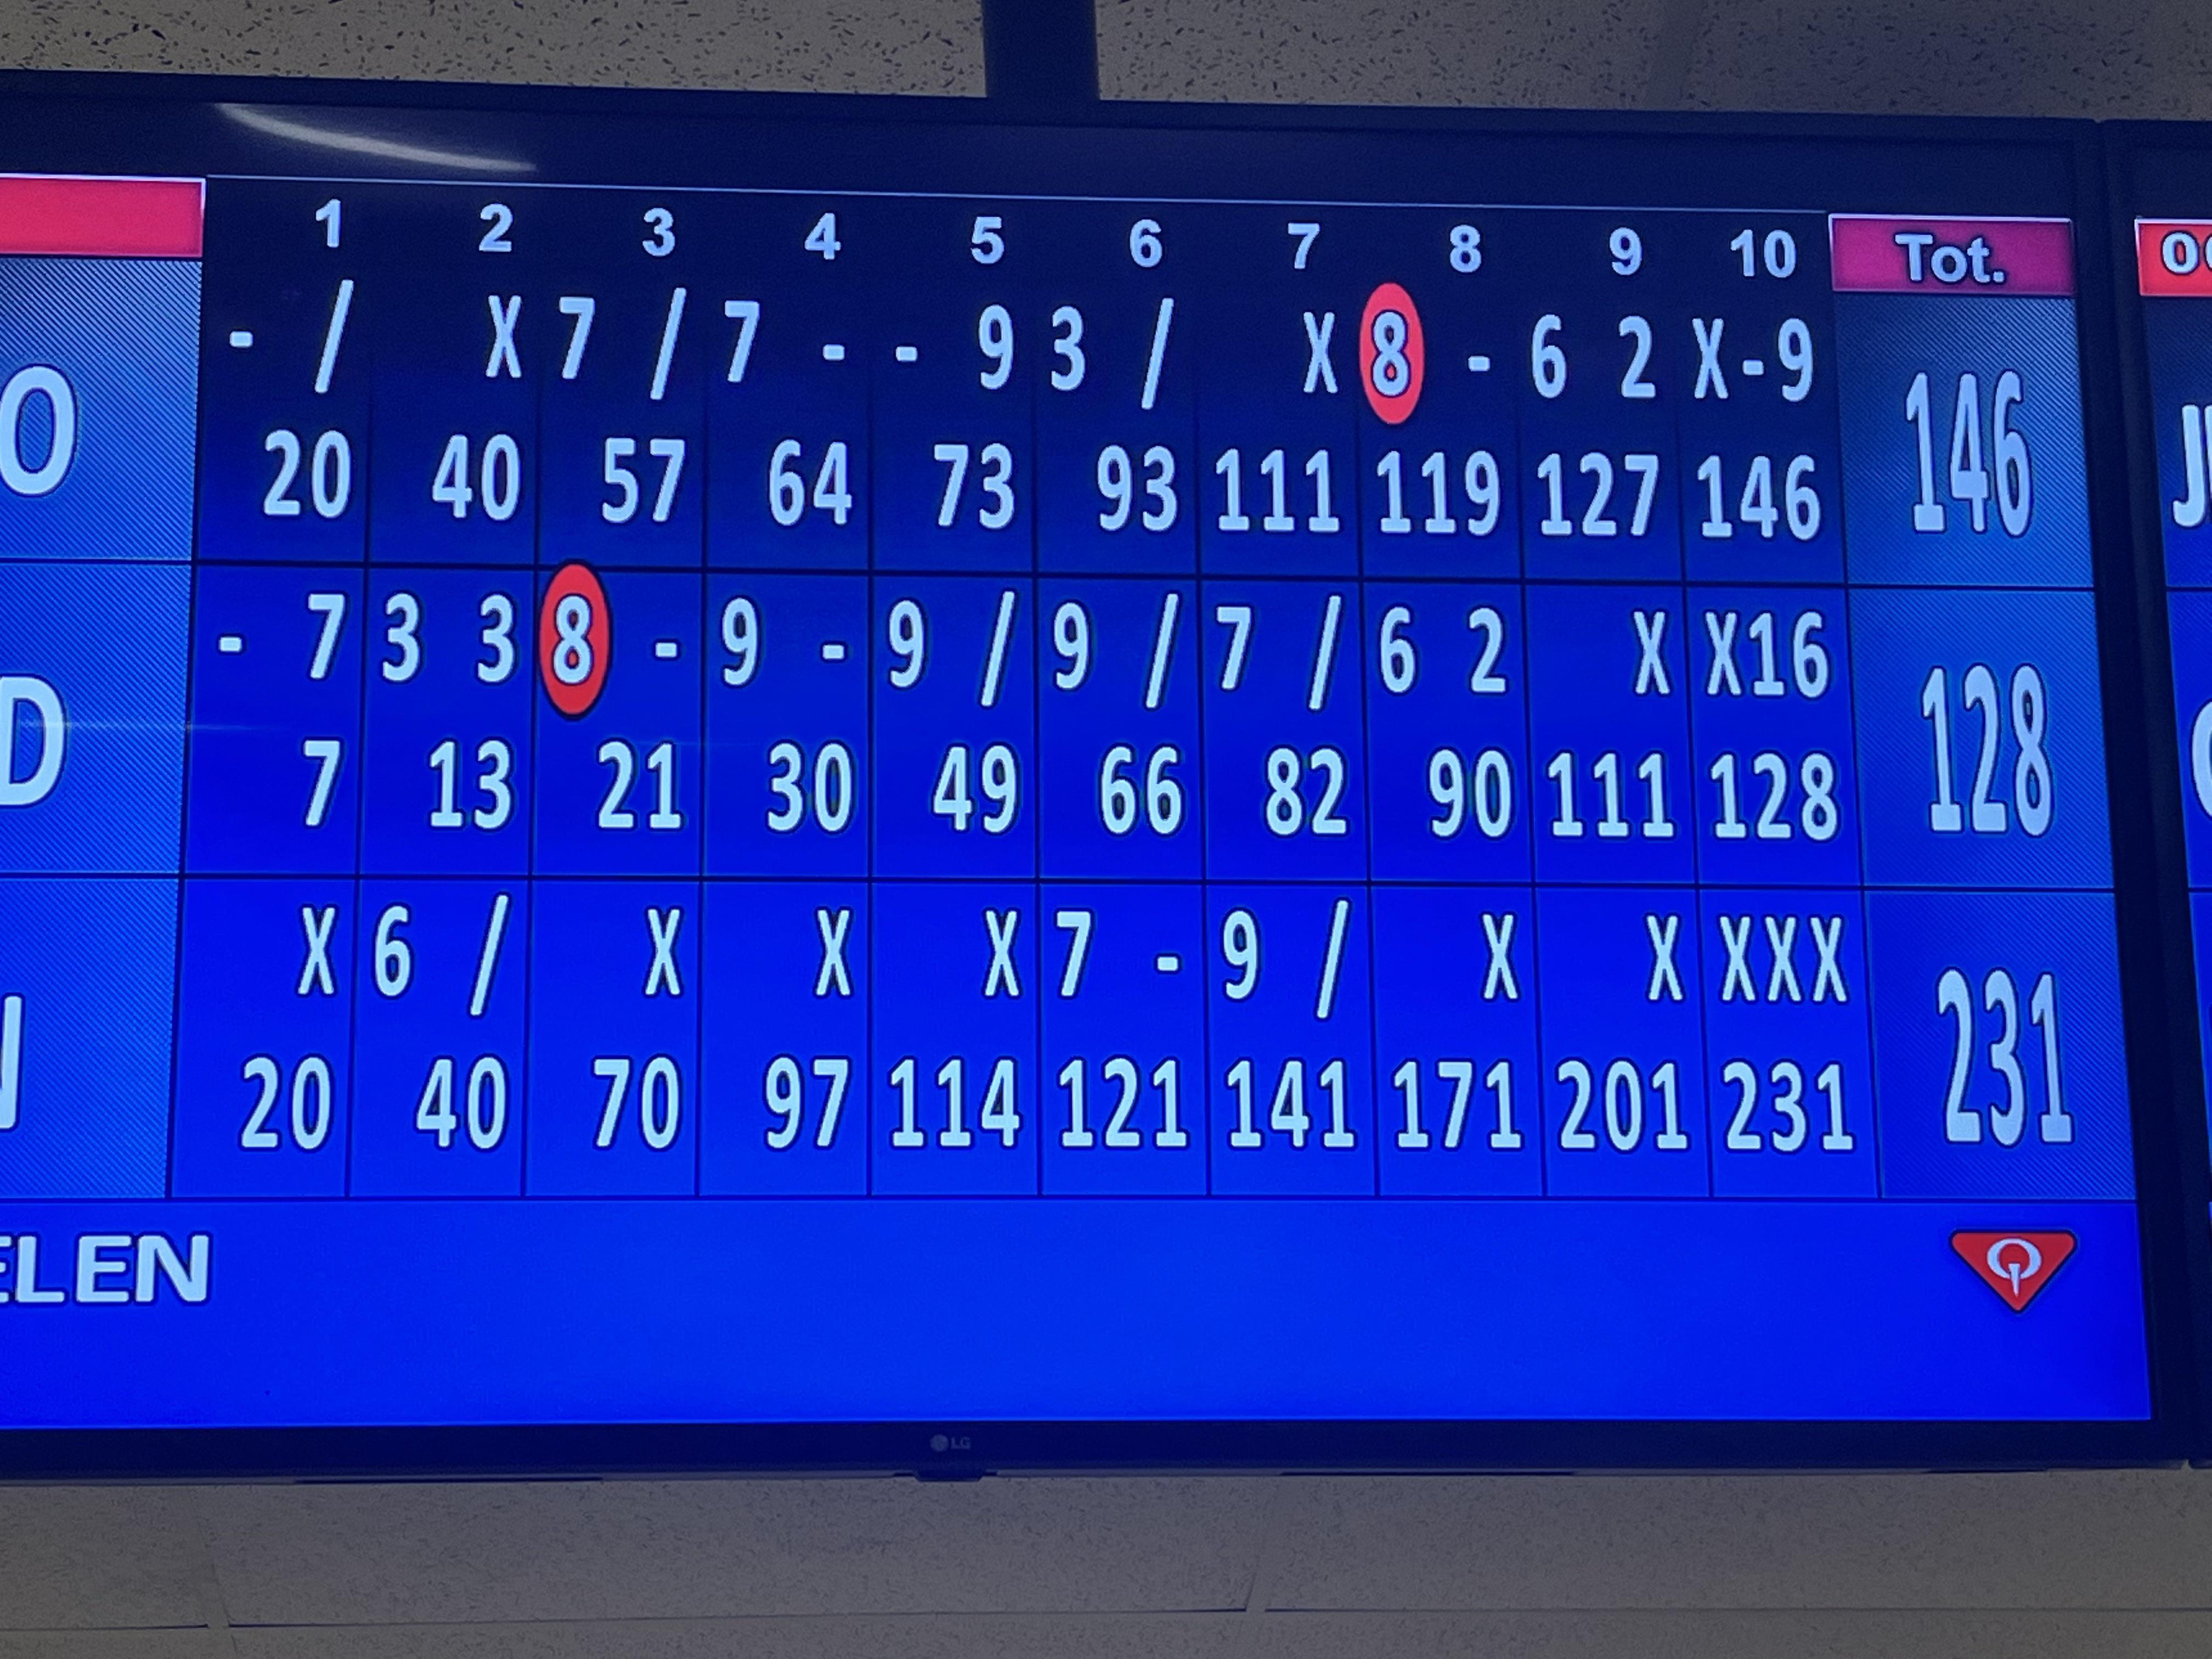 1 2 3 4 5 6 7 8 9 10 Tot.
- / X 7 / 7 - - 9 3 / X 8 - 6 2 X-9
O 20 40 57 64 73 93 111 119 127 146 146
- 7 3 3 8 - 9 - 9 / 9 / 7 / 6 2 X X16
D 7 13 21 30 49 66 82 90 111 128 128
X 6 / X X X 7 - 9 / X X XXX
N 20 40 70 97 114 121 141 171 201 231 231
ELEN
LG